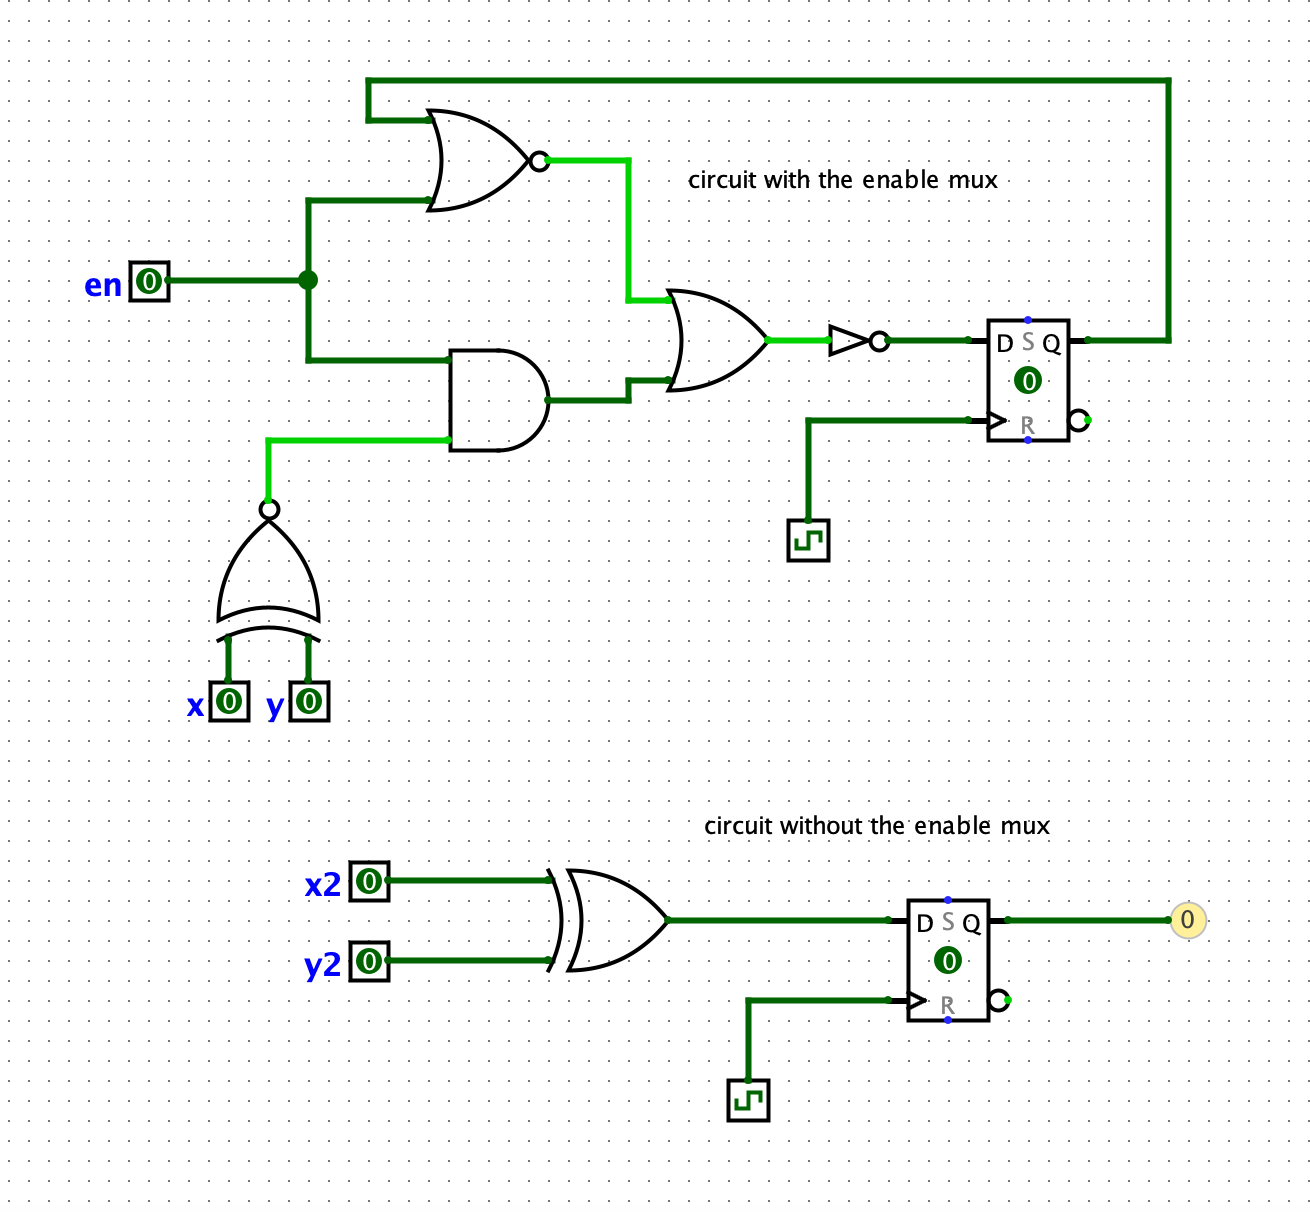 circuit with the enable mux
en 0
D S Q
0
R
x 0 y 0
circuit without the enable mux
x2 0
D S Q 0
y2 0
0
R